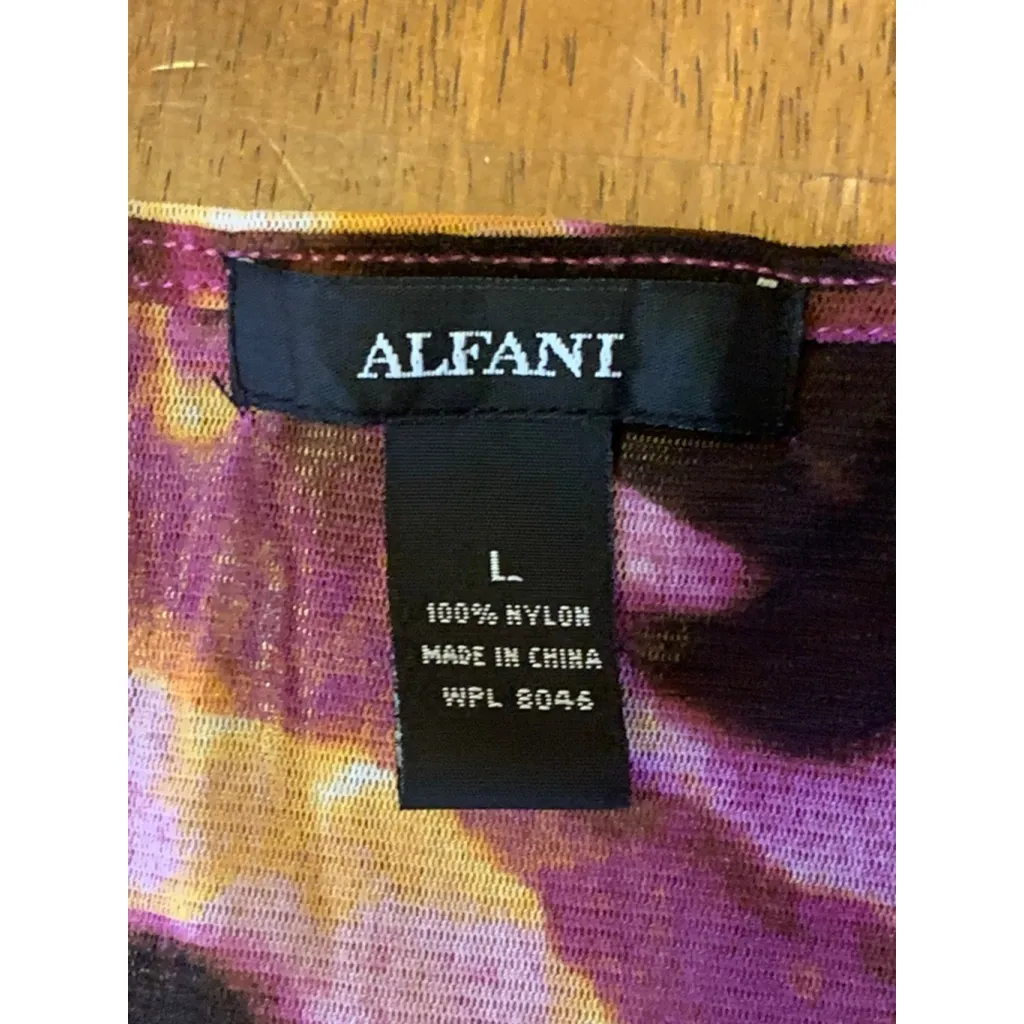 ALFANI
L
100% NYLON
MADE IN CHINA
WPL 8046